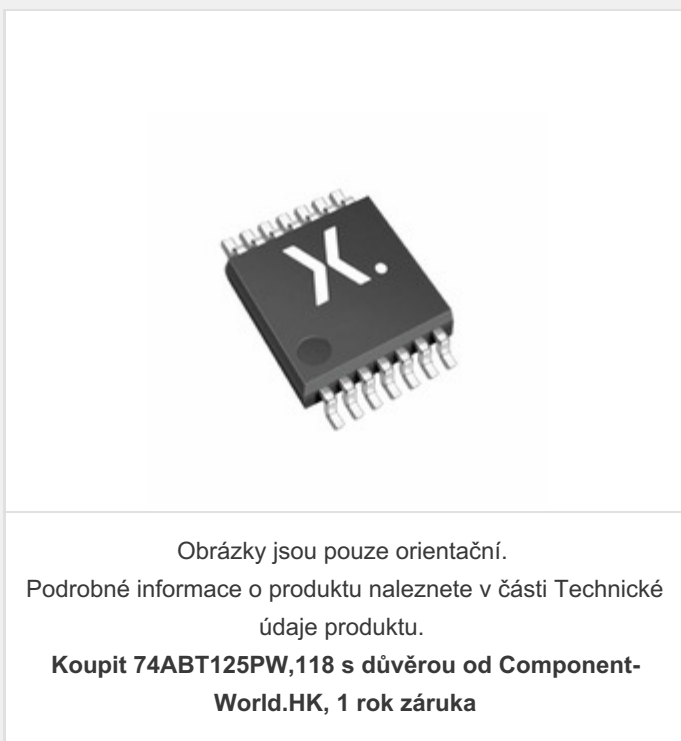 Obrázky jsou pouze orientační.
Podrobné informace o produktu naleznete v části Technické
údaje produktu.
Koupit 74ABT125PW,118 s důvěrou od Component-
World.HK, 1 rok záruka